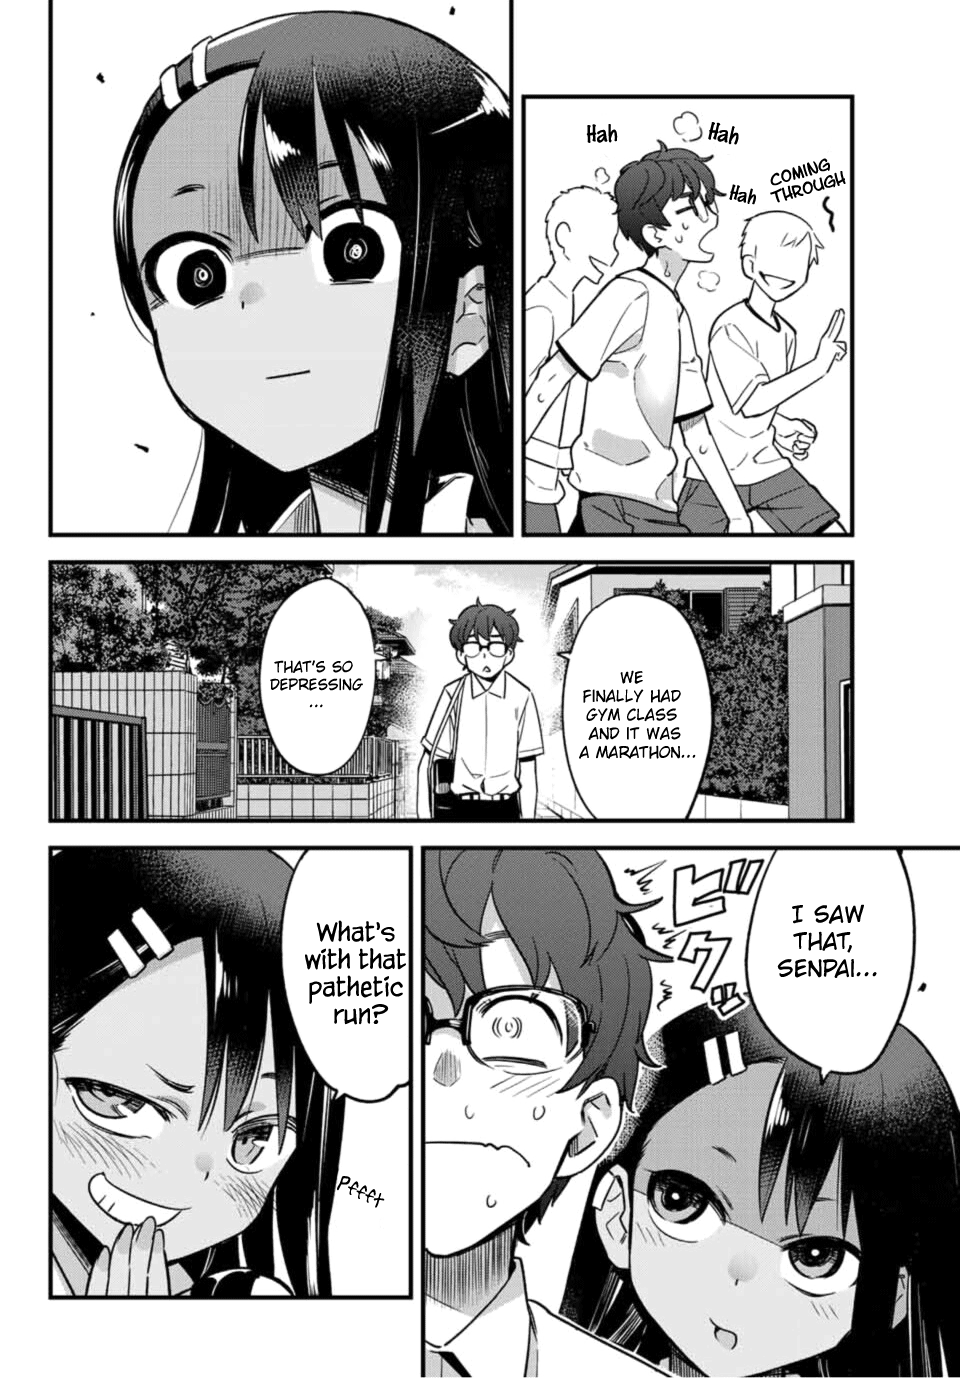 Hah
Hah
Hah
COMING
THROUGH
WE
FINALLY HAD
GYM CLASS
AND IT WAS
A MARATHON...
THAT'S SO
DEPRESSING
...
I SAW
THAT,
SENPAI...
ビクッ
What's
with that
pathetic
run?
Pffft